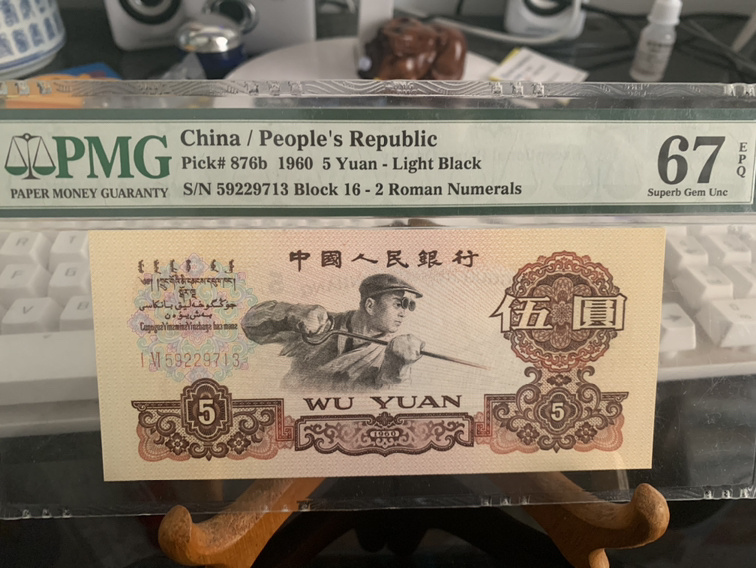 PMG
PAPER MONEY GUARANTY
China / People's Republic
Pick# 876b 1960 5 Yuan - Light Black
S/N 59229713 Block 16 - 2 Roman Numerals
67
EPQ
Superb Gem Unc
中國人民銀行
I VI 59229713
伍圓
WU YUAN
5
1960
5